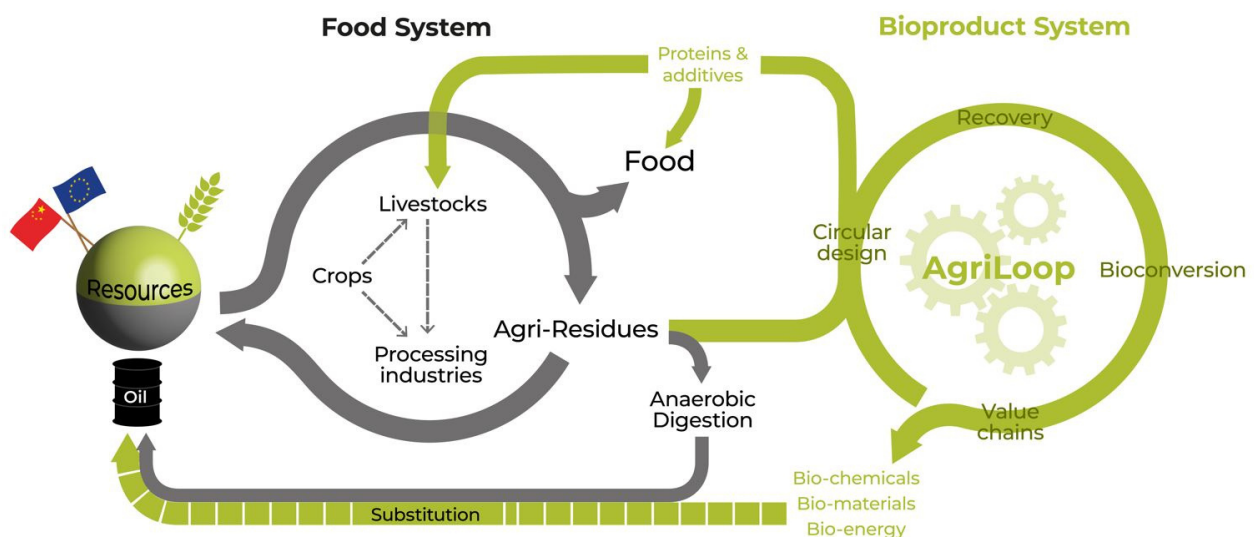 Food System
Bioproduct System
Proteins &
additives
Recovery
Food
Livestocks
Circular
design
AgriLoop
Bioconversion
Crops
Resources
Agri-Residues
Processing
industries
Oil
Anaerobic
Digestion
Value
chains
Bio-chemicals
Bio-materials
Bio-energy
Substitution